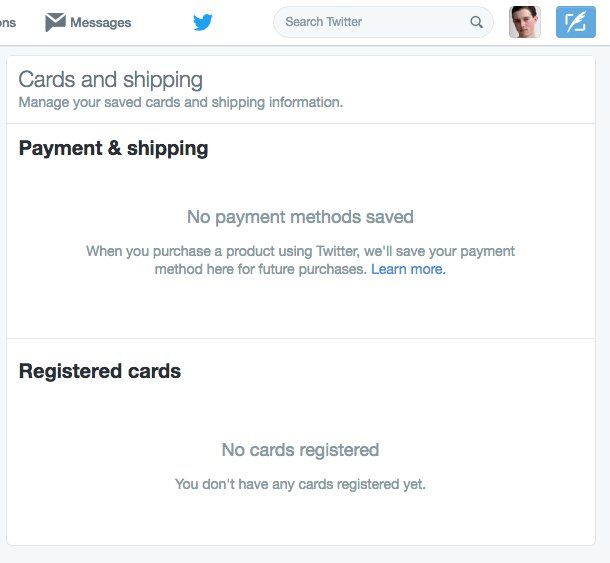 ons
Messages
Search Twitter
Cards and shipping
Manage your saved cards and shipping information.
Payment & shipping
No payment methods saved
When you purchase a product using Twitter, we'll save your payment
method here for future purchases. Learn more.
Registered cards
No cards registered
You don't have any cards registered yet.